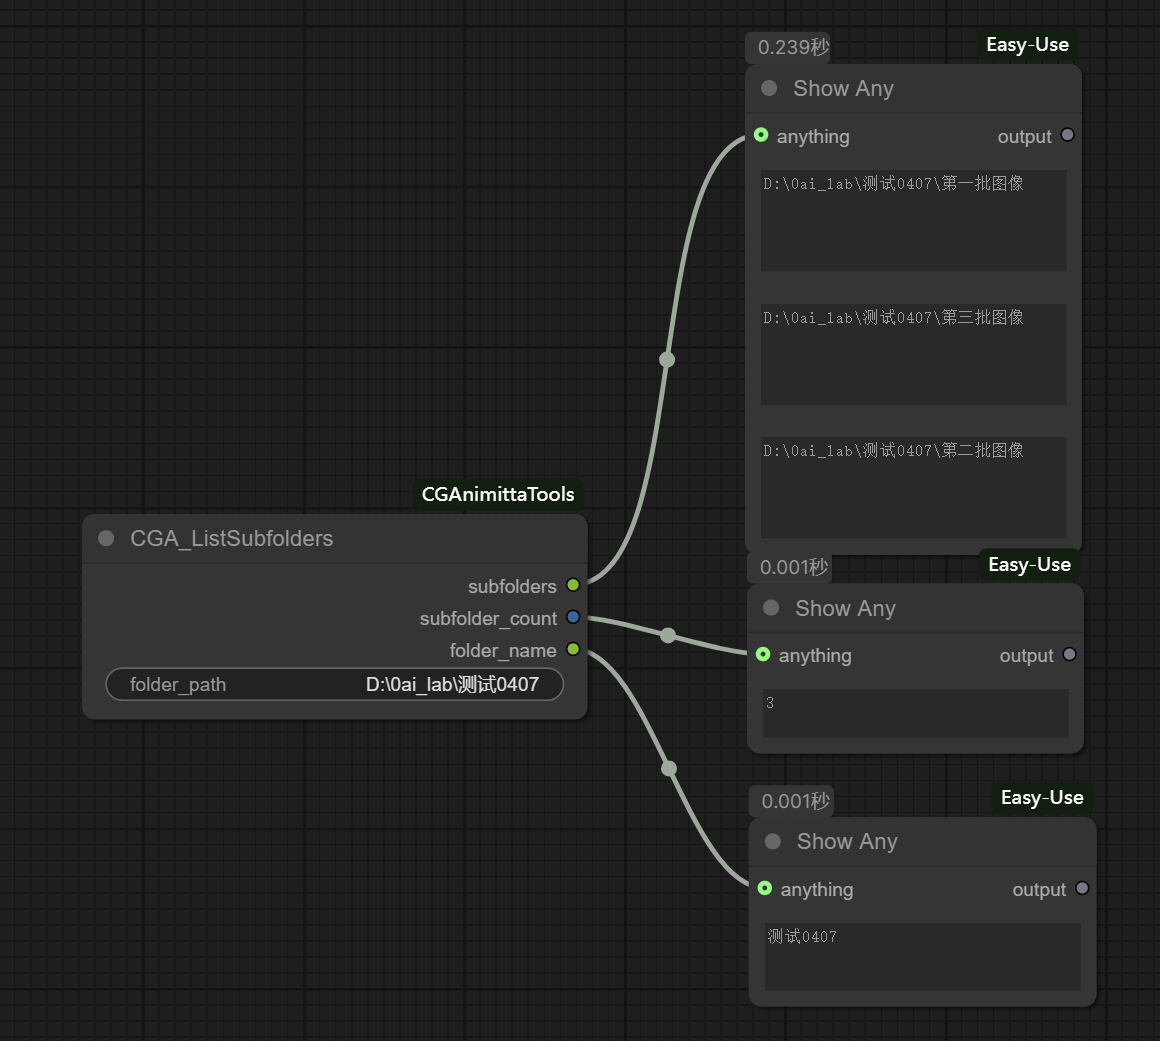 0.239秒
Easy-Use
Show Any
anything
output
D:\0ai_lab\测试0407\第一批图像
D:\0ai_lab\测试0407\第三批图像
D:\0ai_lab\测试0407\第二批图像
CGAnimittaTools
CGA_ListSubfolders
subfolders
subfolder_count
folder_name
folder_path
D:\0ai_lab\测试0407
0.001秒
Easy-Use
Show Any
anything
output
3
0.001秒
Easy-Use
Show Any
anything
output
测试0407